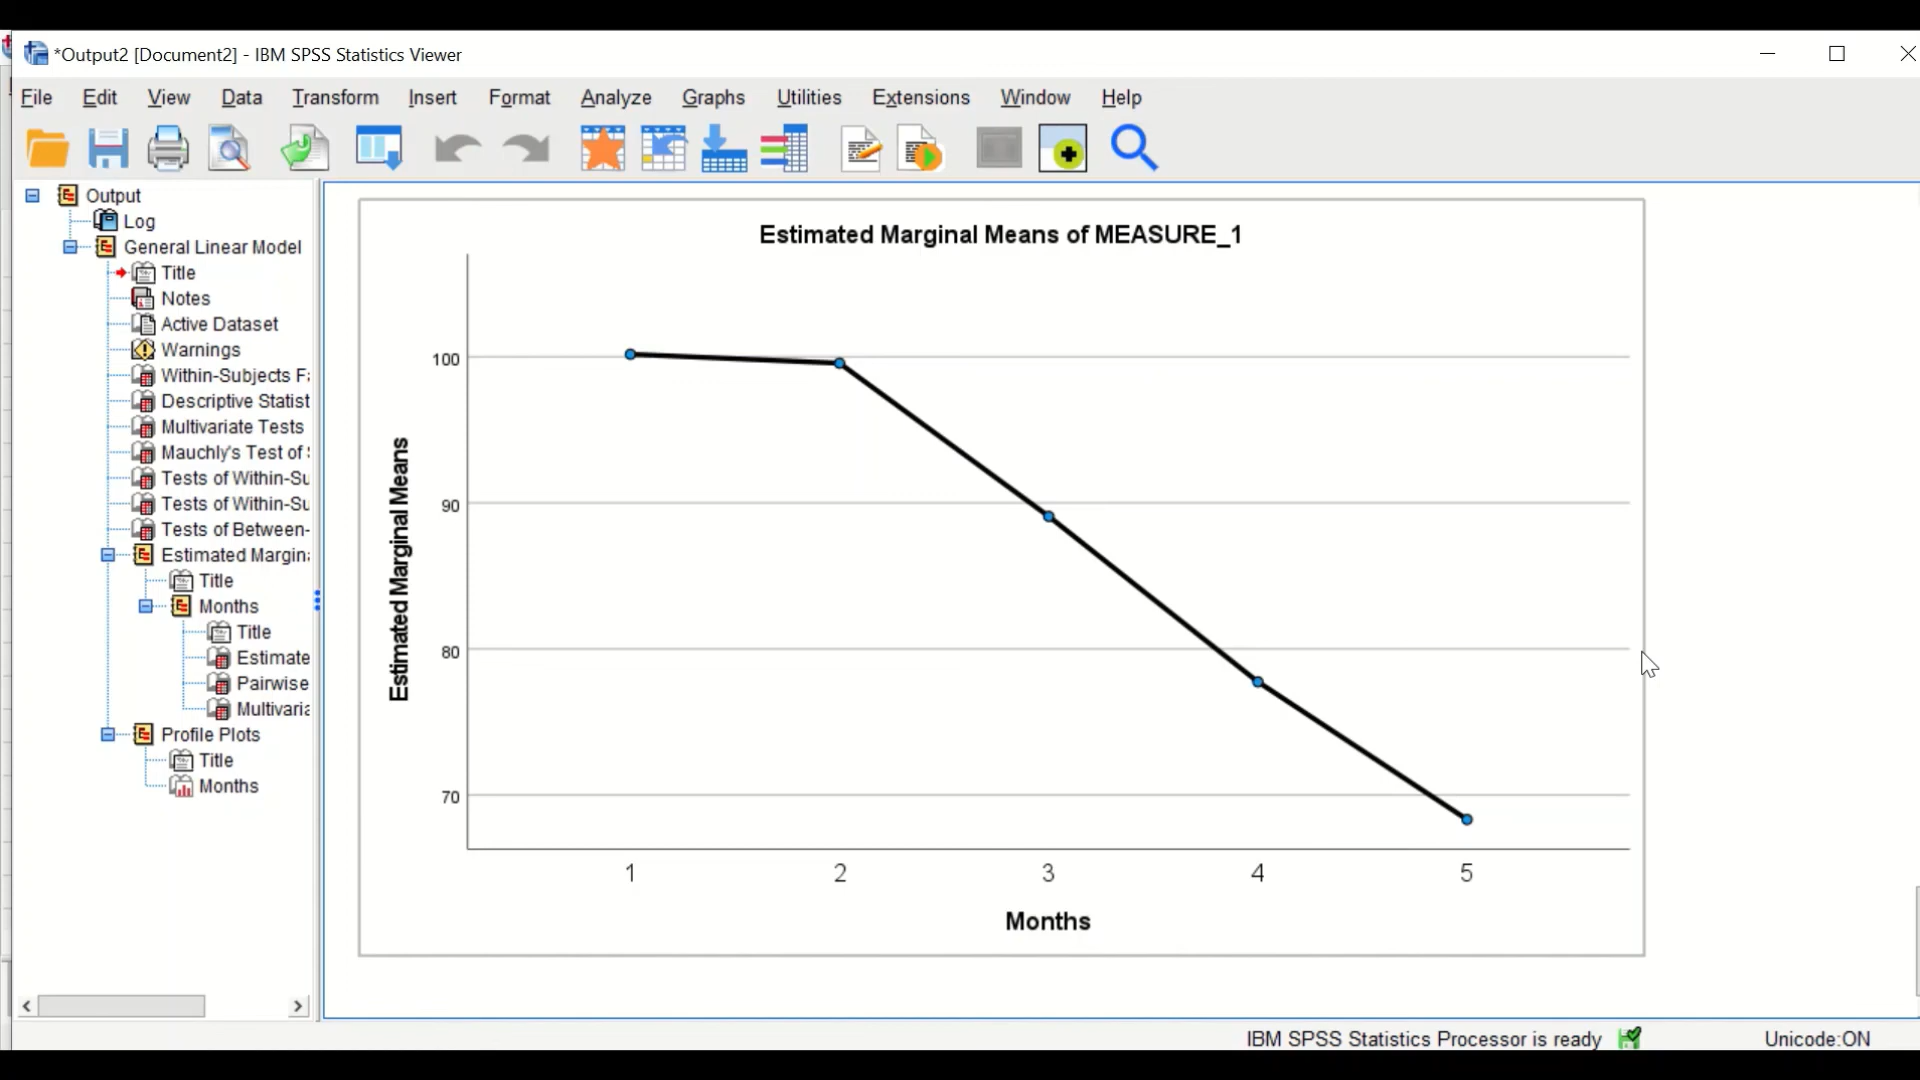 *Output2 [Document2] - IBM SPSS Statistics Viewer
File Edit View Data Transform Insert Format Analyze Graphs Utilities Extensions Window Help
Output
Log
General Linear Model
Title
Notes
Active Dataset
Warnings
Within-Subjects F
Descriptive Statist
Multivariate Tests
Mauchly's Test of
Tests of Within-Su
Tests of Within-Su
Tests of Between-
Estimated Margin
Title
Months
Title
Estimate
Pairwise
Multivaria
Profile Plots
Title
Months
Estimated Marginal Means of MEASURE_1
Estimated Marginal Means
100
90
80
70
1 2 3 4 5
Months
IBM SPSS Statistics Processor is ready Unicode:ON